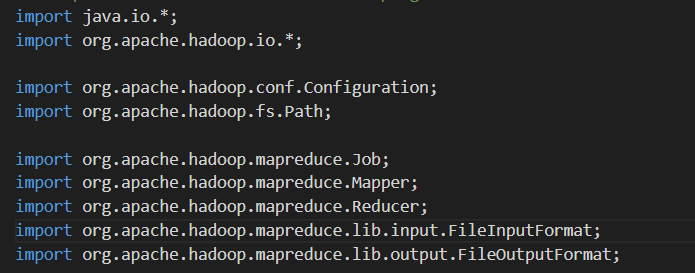 import java.io.*;
import org.apache.hadoop.io.*;
import org.apache.hadoop.conf.Configuration;
import org.apache.hadoop.fs.Path;
import org.apache.hadoop.mapreduce.Job;
import org.apache.hadoop.mapreduce.Mapper;
import org.apache.hadoop.mapreduce.Reducer;
import org.apache.hadoop.mapreduce.lib.input.FileInputFormat;
import org.apache.hadoop.mapreduce.lib.output.FileOutputFormat;